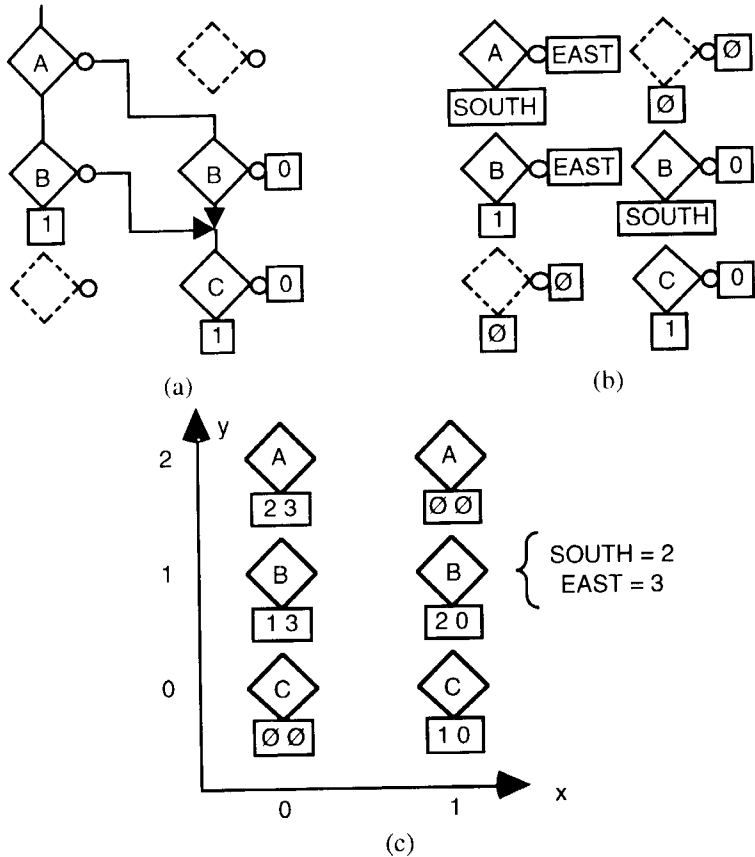 A
B
1
B
0
C
0
1
(a)
A
EAST
SOUTH
Ø
Ø
B
EAST
1
B
0
SOUTH
Ø
Ø
C
0
1
(b)
y
2
A
2 3
A
Ø Ø
1
B
1 3
B
2 0
SOUTH = 2
EAST = 3
0
C
Ø Ø
C
1 0
0
1
x
(c)